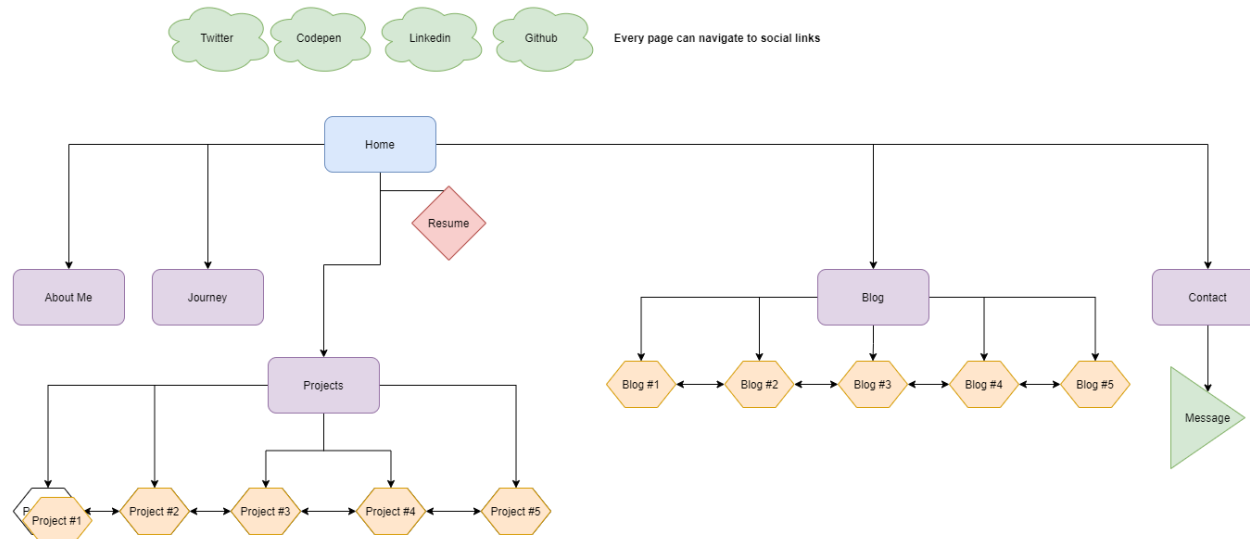 Twitter
Codepen
Linkedin
Github
Every page can navigate to social links
Home
Resume
About Me
Journey
Blog
Contact
Projects
Blog #1
Blog #2
Blog #3
Blog #4
Blog #5
Message
Project #1
Project #2
Project #3
Project #4
Project #5